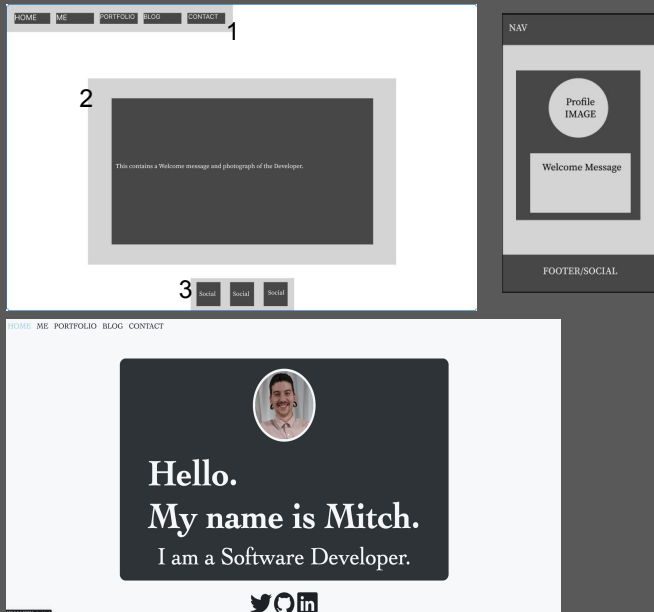 HOME ME PORTFOLIO BLOG CONTACT
1
2
This contains a Welcome message and photograph of the Developer.
3
Social Social Social
NAV
Profile
IMAGE
Welcome Message
FOOTER/SOCIAL
HOME ME PORTFOLIO BLOG CONTACT
Hello.
My name is Mitch.
I am a Software Developer.
in